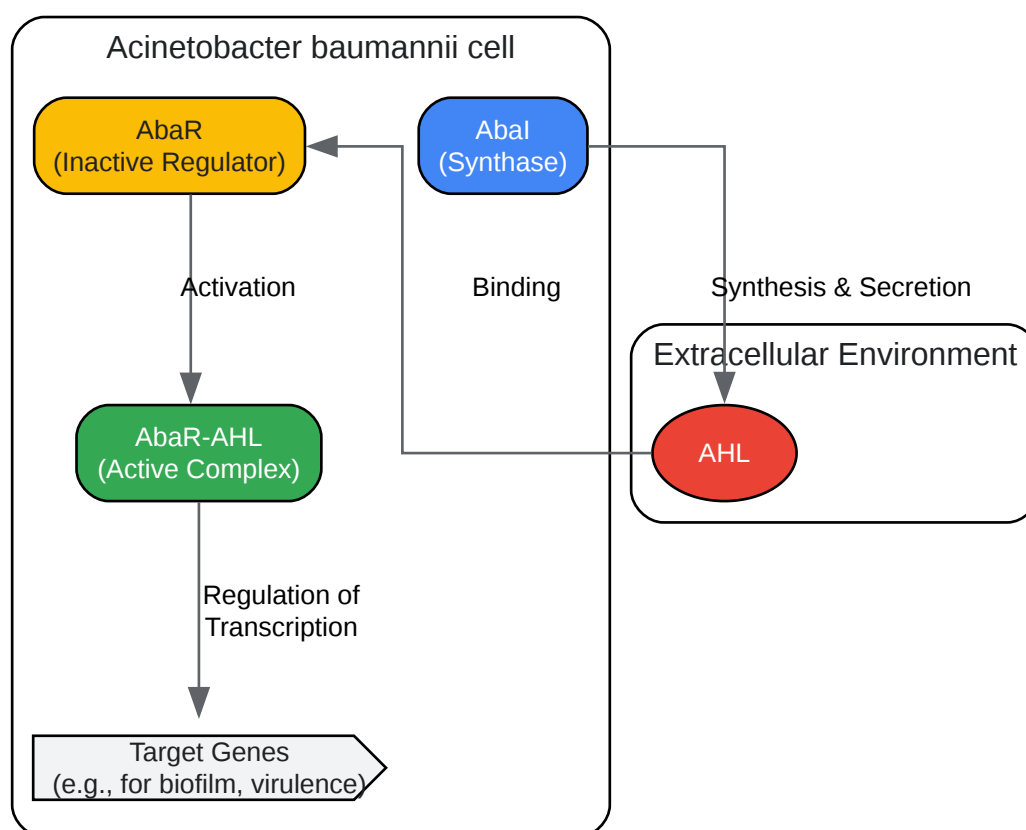 Acinetobacter baumannii cell
AbaR
(Inactive Regulator)
AbaI
(Synthase)
Activation
Binding
Synthesis & Secretion
Extracellular Environment
AbaR-AHL
(Active Complex)
AHL
Regulation of
Transcription
Target Genes
(e.g., for biofilm, virulence)